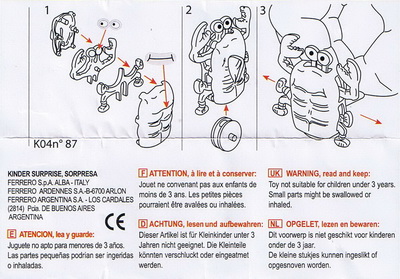 1
2
3
K04n° 87
KINDER SURPRISE, SORPRESA
FERRERO S.p.A. ALBA - ITALY
FERRERO ARDENNES S.A-B-6700 ARLON
FERRERO ARGENTINA S.A. - LOS CARDALES
(2814) Pcia. DE BUENOS AIRES
ARGENTINA
CE
E ATENCION, lea y guarde:
Juguete no apto para menores de 3 años.
Las partes pequeñas podrian ser ingeridas
o inhaladas.
F ATTENTION, à lire et à conserver:
Jouet ne convenant pas aux enfants de
moins de 3 ans. Les petites pièces
pourraient être avalées ou inhalées.
D ACHTUNG, lesen und aufbewahren:
Dieser Artikel ist für Kleinkinder unter 3
Jahren nicht geeignet. Die Kleinteile
könnten verschluckt oder eingeatmet
werden.
UK WARNING, read and keep:
Toy not suitable for children under 3 years.
Small parts might be swallowed or
inhaled.
NL OPGELET, lezen en bewaren:
Dit voorwerp is niet geschikt voor kinderen
onder de 3 jaar.
De kleine stukjes kunnen ingeslikt of
opgesnoven worden.